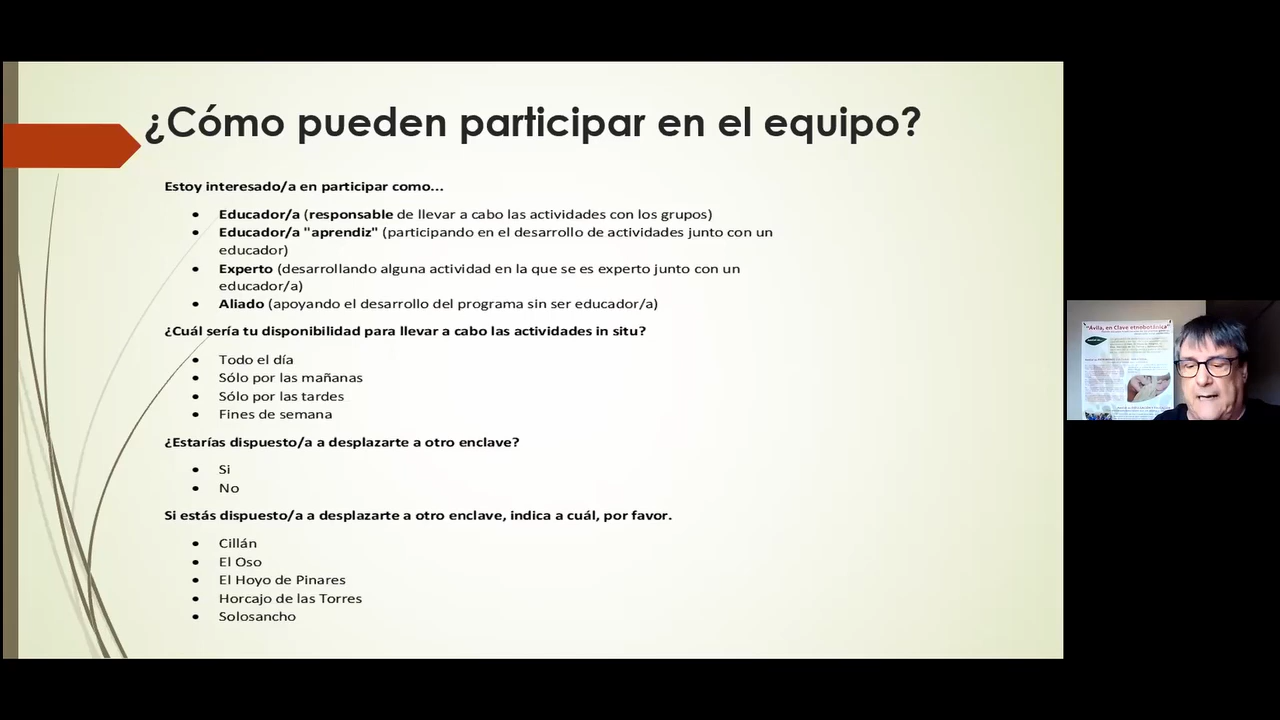 ¿Cómo pueden participar en el equipo?
Estoy interesado/a en participar como...
• Educador/a (responsable de llevar a cabo las actividades con los grupos)
• Educador/a "aprendiz" (participando en el desarrollo de actividades junto con un
educador)
• Experto (desarrollando alguna actividad en la que se es experto junto con un
educador/a)
• Aliado (apoyando el desarrollo del programa sin ser educador/a)
¿Cuál sería tu disponibilidad para llevar a cabo las actividades in situ?
• Todo el día
• Sólo por las mañanas
• Sólo por las tardes
• Fines de semana
¿Estarías dispuesto/a a desplazarte a otro enclave?
• Si
• No
Si estás dispuesto/a a desplazarte a otro enclave, indica a cuál, por favor.
• Cillán
• El Oso
• El Hoyo de Pinares
• Horcajo de las Torres
• Solosancho
"Ávila, en Clave etnobotánica"